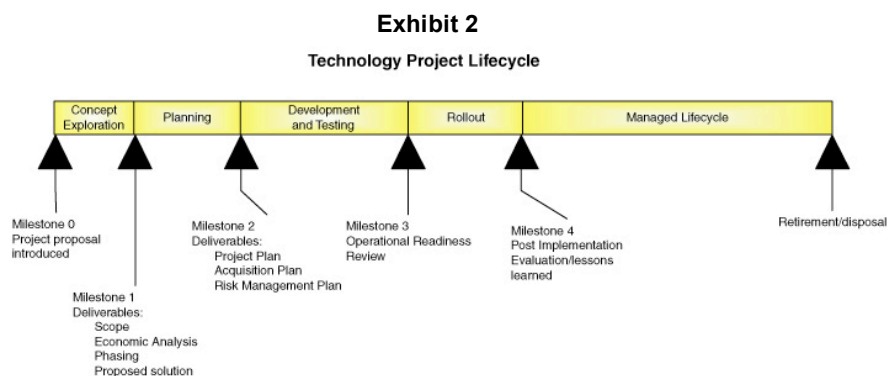 Exhibit 2
Technology Project Lifecycle
Concept
Exploration
Planning
Development
and Testing
Rollout
Managed Lifecycle
Milestone 0
Project proposal
introduced
Milestone 1
Deliverables:
Scope
Economic Analysis
Phasing
Proposed solution
Milestone 2
Deliverables:
Project Plan
Acquisition Plan
Risk Management Plan
Milestone 3
Operational Readiness
Review
Milestone 4
Post Implementation
Evaluation/lessons
learned
Retirement/disposal